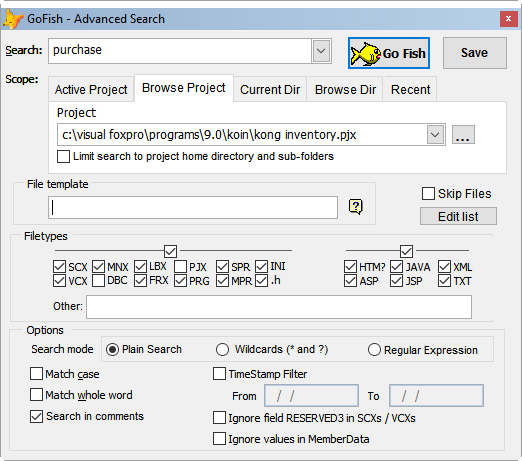 GoFish - Advanced Search
Search: purchase Go Fish Save
Scope: Active Project Browse Project Current Dir Browse Dir Recent
Project
c:\visual foxpro\programs\9.0\koin\kong inventory.pjx ...
Limit search to project home directory and sub-folders
File template Skip Files
? Edit list
Filetypes
SCX MNX LBX PJX SPR INI HTM? JAVA XML
VCX DBC FRX PRG MPR .h ASP JSP TXT
Other:
Options
Search mode Plain Search Wildcards (* and ?) Regular Expression
Match case TimeStamp Filter
Match whole word From / / To / /
Search in comments Ignore field RESERVED3 in SCXs / VCXs
Ignore values in MemberData